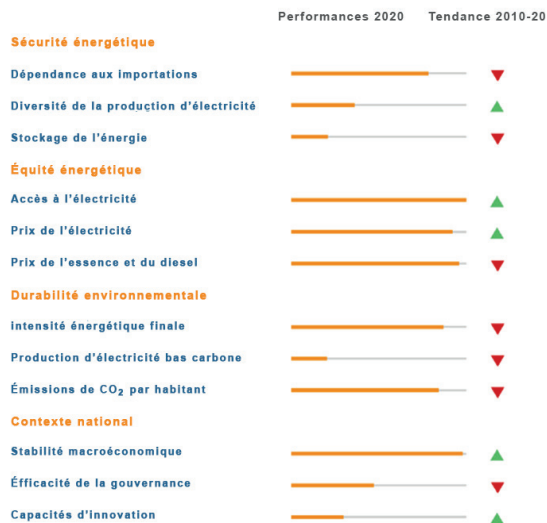 Performances 2020 Tendance 2010-20
Sécurité énergétique
Dépendance aux importations
Diversité de la production d'électricité
Stockage de l'énergie
Équité énergétique
Accès à l'électricité
Prix de l'électricité
Prix de l'essence et du diesel
Durabilité environnementale
intensité énergétique finale
Production d'électricité bas carbone
Émissions de CO₂ par habitant
Contexte national
Stabilité macroéconomique
Éfficacité de la gouvernance
Capacités d'innovation